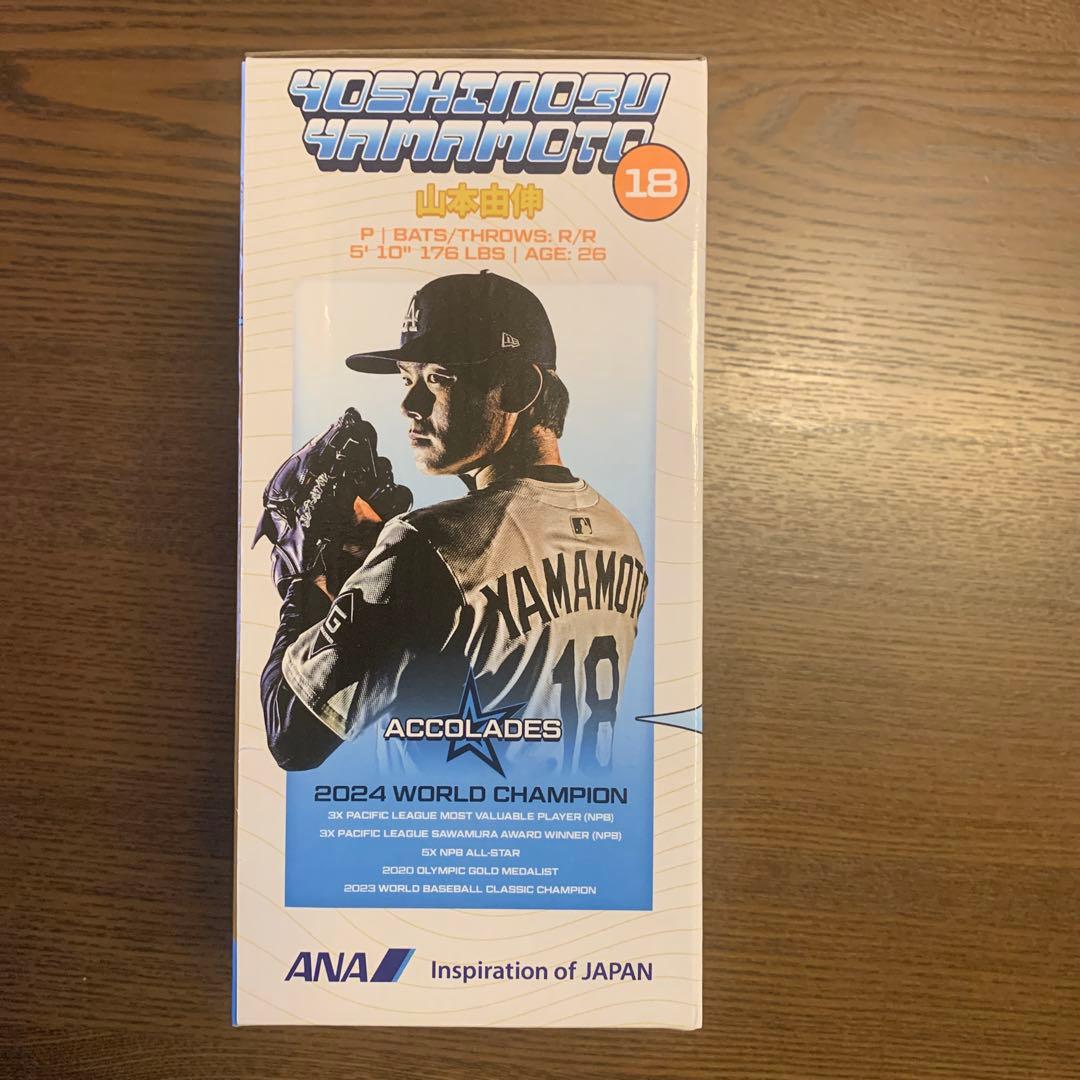 YOSHINOBU
YAMAMOTO
18
山本由伸
P | BATS/THROWS: R/R
5' 10" 176 LBS | AGE: 26
LA
YAMAMOTO
18
ACCOLADES
2024 WORLD CHAMPION
3X PACIFIC LEAGUE MOST VALUABLE PLAYER (NPB)
3X PACIFIC LEAGUE SAWAMURA AWARD WINNER (NPB)
5X NPB ALL-STAR
2020 OLYMPIC GOLD MEDALIST
2023 WORLD BASEBALL CLASSIC CHAMPION
ANA Inspiration of JAPAN